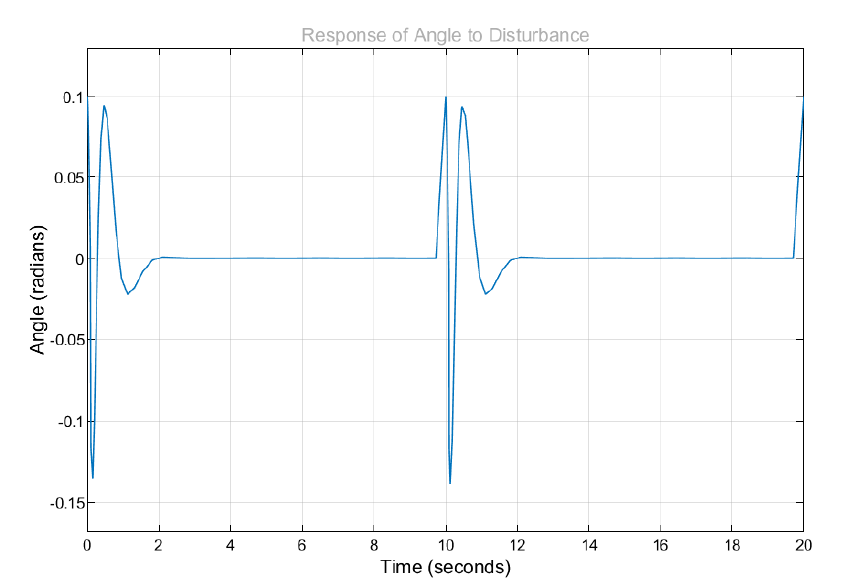 Response of Angle to Disturbance
0.1
0.05
0
-0.05
-0.1
-0.15
Angle (radians)
0 2 4 6 8 10 12 14 16 18 20
Time (seconds)